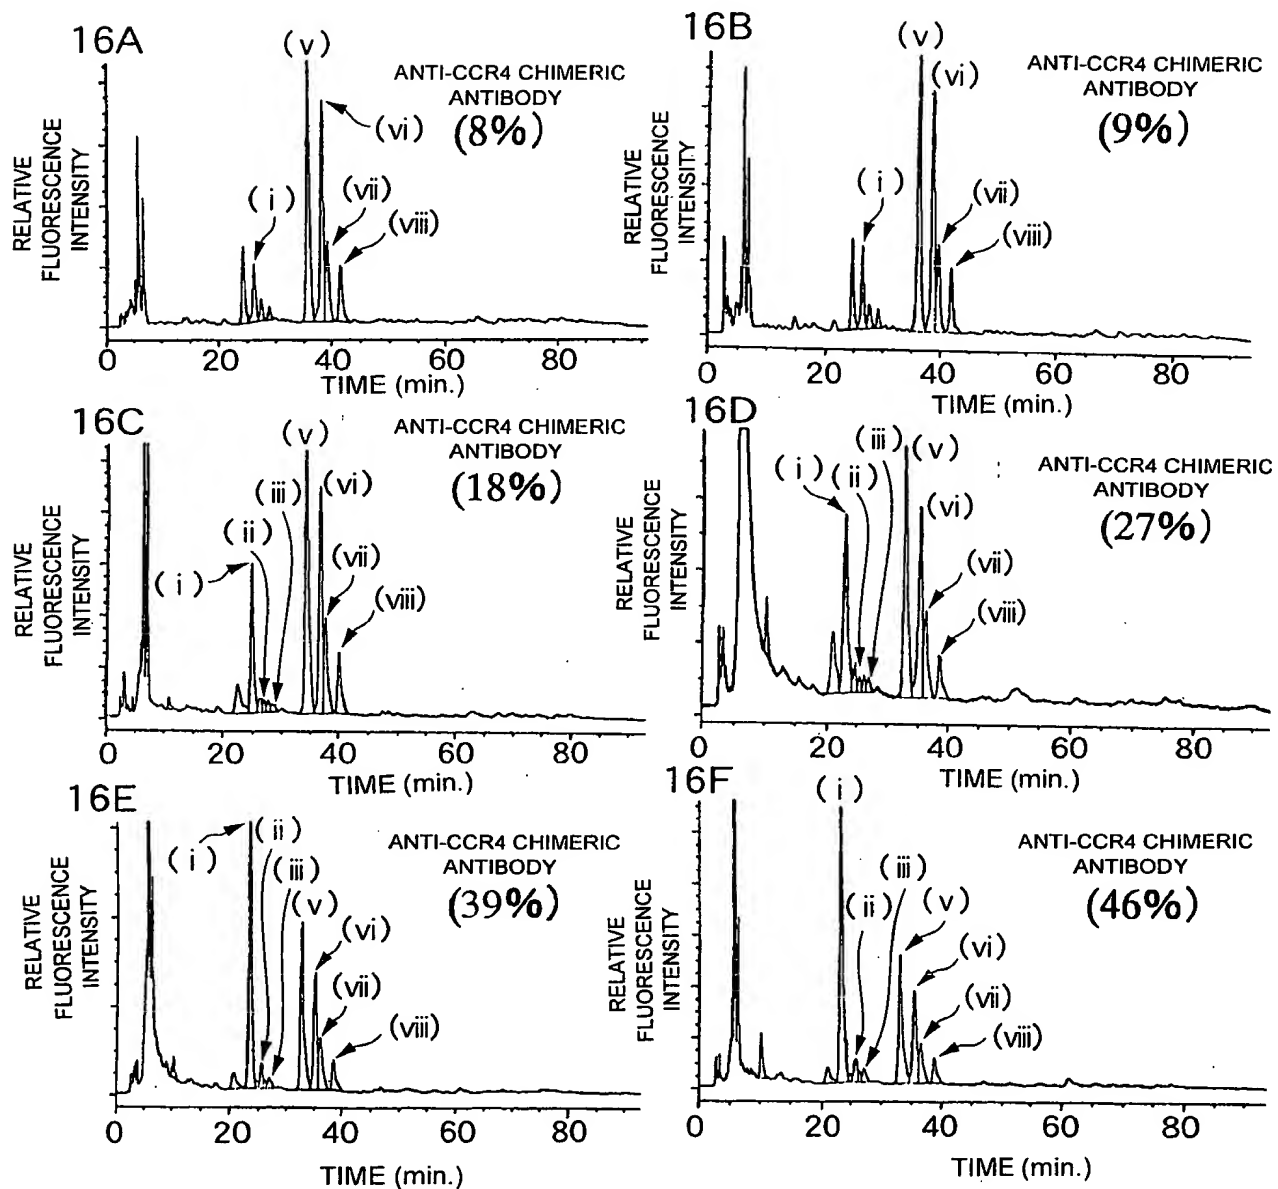 16A
(v)
ANTI-CCR4 CHIMERIC
ANTIBODY
(8%)
(vi)
(i)
(vii)
(viii)
RELATIVE
FLUORESCENCE
INTENSITY
0 20 40 60 80
TIME (min.)
16B
(v)
ANTI-CCR4 CHIMERIC
ANTIBODY
(9%)
(vi)
(i)
(vii)
(viii)
RELATIVE
FLUORESCENCE
INTENSITY
0 20 40 60 80
TIME (min.)
16C
(v)
ANTI-CCR4 CHIMERIC
ANTIBODY
(18%)
(iii)
(vi)
(ii)
(vii)
(i)
(viii)
RELATIVE
FLUORESCENCE
INTENSITY
0 20 40 60 80
TIME (min.)
16D
(iii)
(v)
(i)
(ii)
ANTI-CCR4 CHIMERIC
ANTIBODY
(27%)
(vi)
(vii)
(viii)
RELATIVE
FLUORESCENCE
INTENSITY
0 20 40 60 80
TIME (min.)
16E
(ii)
ANTI-CCR4 CHIMERIC
ANTIBODY
(39%)
(i)
(iii)
(v)
(vi)
(vii)
(viii)
RELATIVE
FLUORESCENCE
INTENSITY
0 20 40 60 80
TIME (min.)
16F
(i)
ANTI-CCR4 CHIMERIC
ANTIBODY
(46%)
(iii)
(ii)
(v)
(vi)
(vii)
(viii)
RELATIVE
FLUORESCENCE
INTENSITY
0 20 40 60 80
TIME (min.)